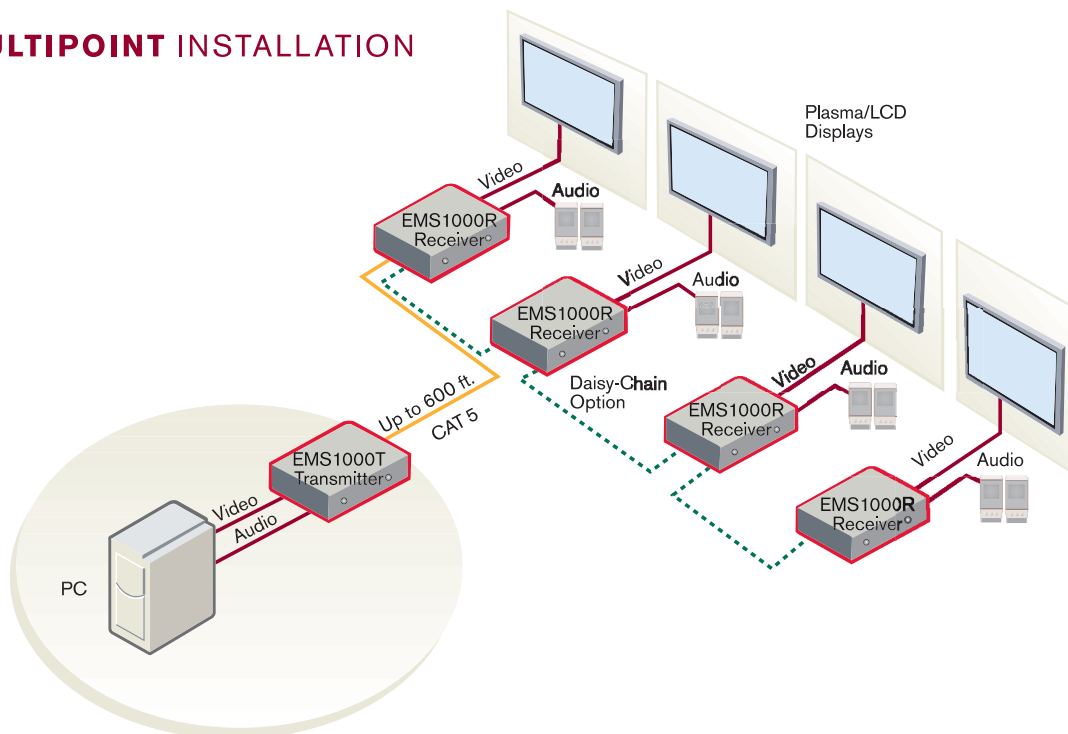 ULTIPOINT INSTALLATION
Plasma/LCD
Displays
Video
Audio
EMS1000R
Receiver
Video
Audio
EMS1000R
Receiver
Daisy-Chain
Option
Video
Audio
EMS1000R
Receiver
Video
Audio
EMS1000R
Receiver
Up to 600 ft.
CAT 5
EMS1000T
Transmitter
Video
Audio
PC